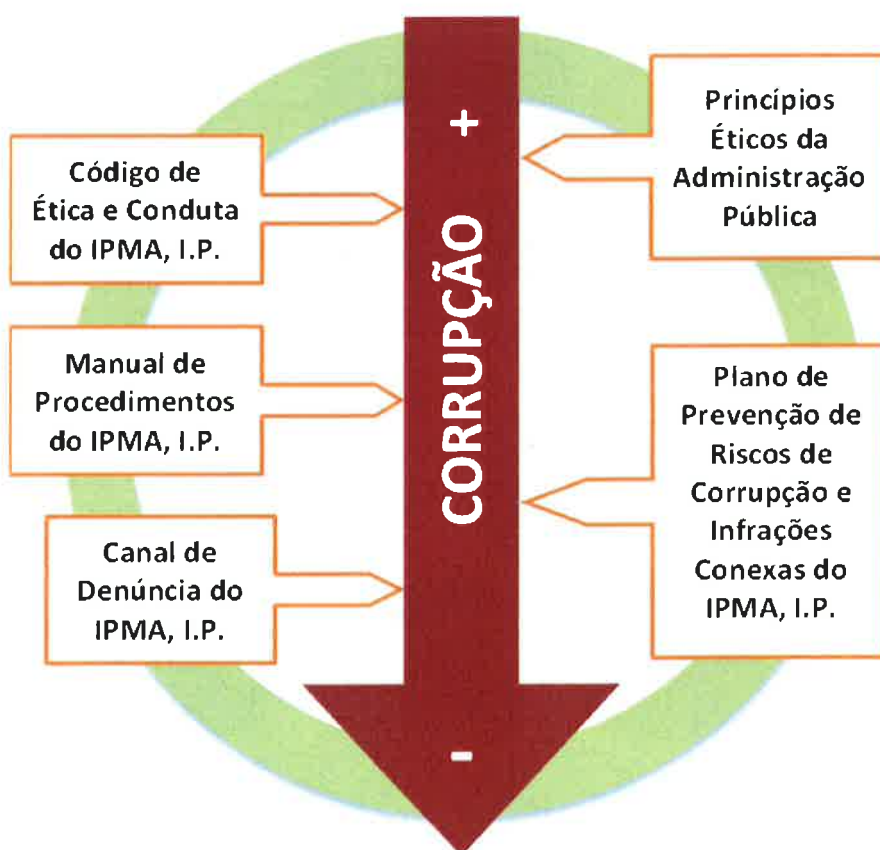 Código de
Ética e Conduta
do IPMA, I.P.
Manual de
Procedimentos
do IPMA, I.P.
Canal de
Denúncia do
IPMA, I.P.
+
CORRUPÇÃO
-
Princípios
Éticos da
Administração
Pública
Plano de
Prevenção de
Riscos de
Corrupção e
Infrações
Conexas do
IPMA, I.P.